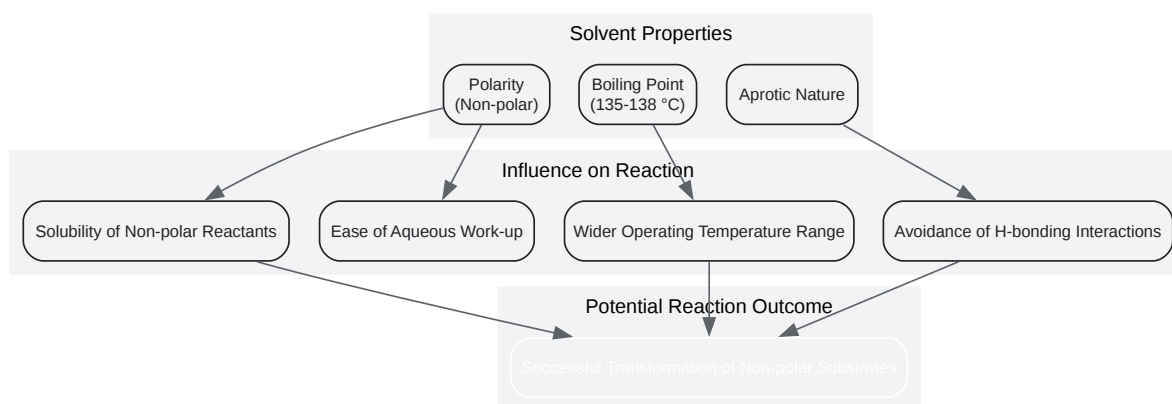 Solvent Properties
Polarity
(Non-polar)
Boiling Point
(135-138 °C)
Aprotic Nature
Influence on Reaction
Solubility of Non-polar Reactants
Ease of Aqueous Work-up
Wider Operating Temperature Range
Avoidance of H-bonding Interactions
Potential Reaction Outcome
Successful Transformation of Non-polar Substrates